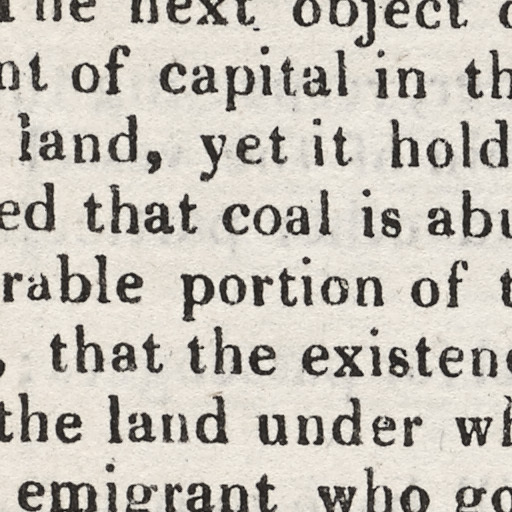 The next object
nt of capital in th
land, yet it hold
ed that coal is abu
rable portion of t
, that the existenc
the land under wh
emigrant who go